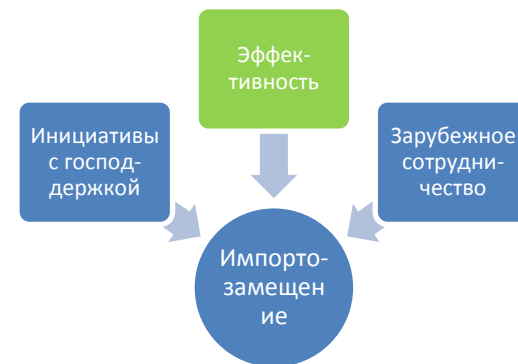 Эффек-
тивность
Инициативы
с господ-
держкой
Зарубежное
сотрудни-
чество
Импорто-
замещен
ие